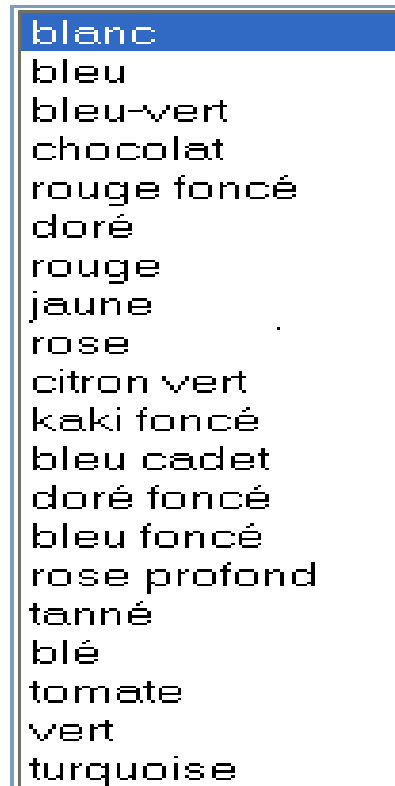 blanc
bleu
bleu-vert
chocolat
rouge foncé
doré
rouge
jaune
rose
citron vert
kaki foncé
bleu cadet
doré foncé
bleu foncé
rose profond
tanné
blé
tomate
vert
turquoise